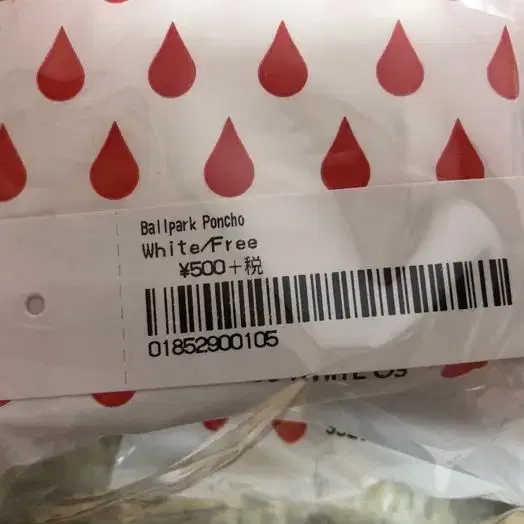 Ballpark Poncho
White/Free
¥500+税
01852900105